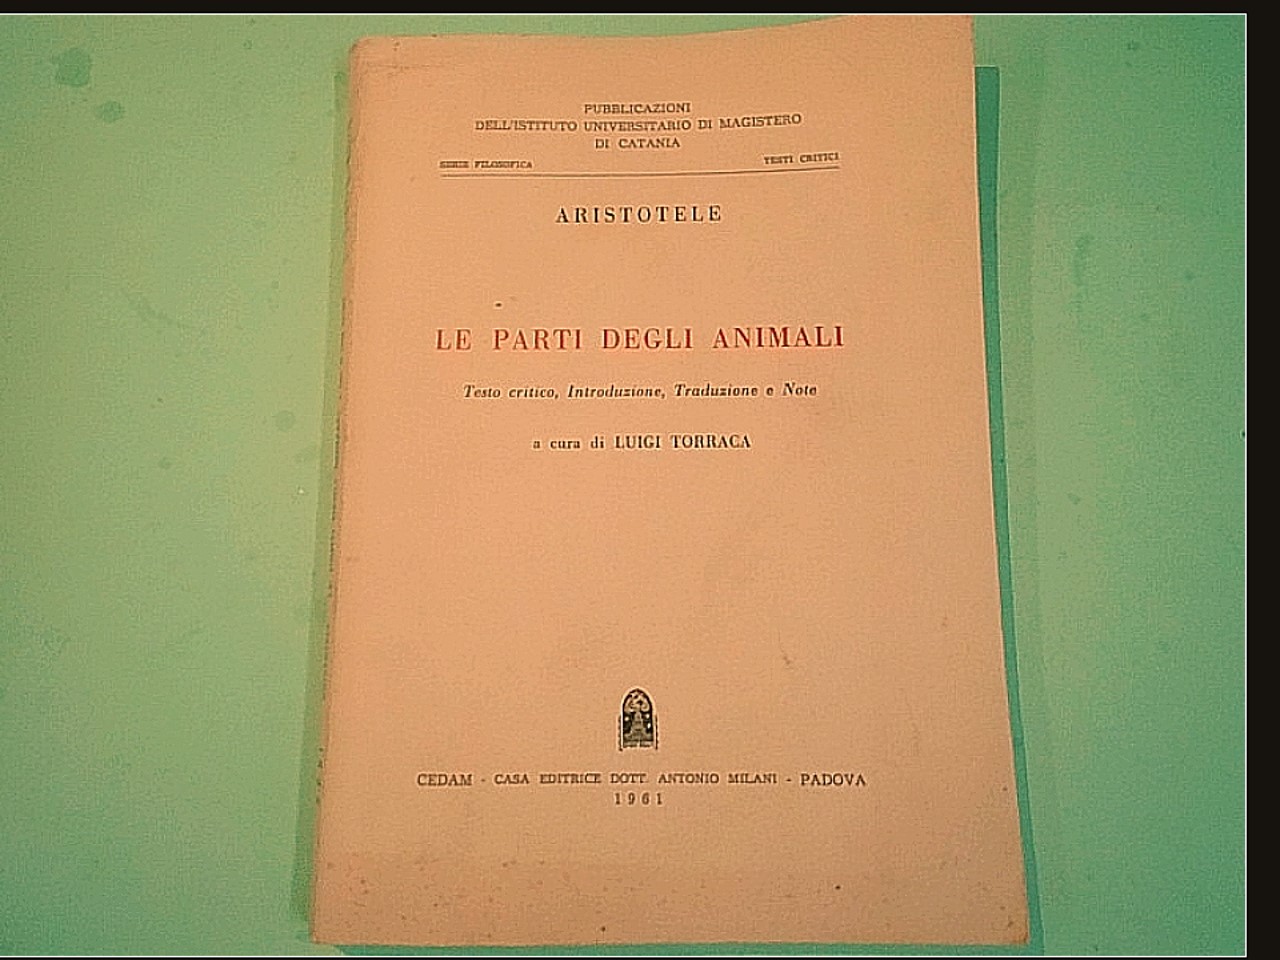 PUBBLICAZIONI
DELL'ISTITUTO UNIVERSITARIO DI MAGISTERO
DI CATANIA
SERIE FILOSOFICA TESTI CRITICI
ARISTOTELE
LE PARTI DEGLI ANIMALI
Testo critico, Introduzione, Traduzione e Note
a cura di LUIGI TORRACA
CEDAM - CASA EDITRICE DOTT. ANTONIO MILANI - PADOVA
1961